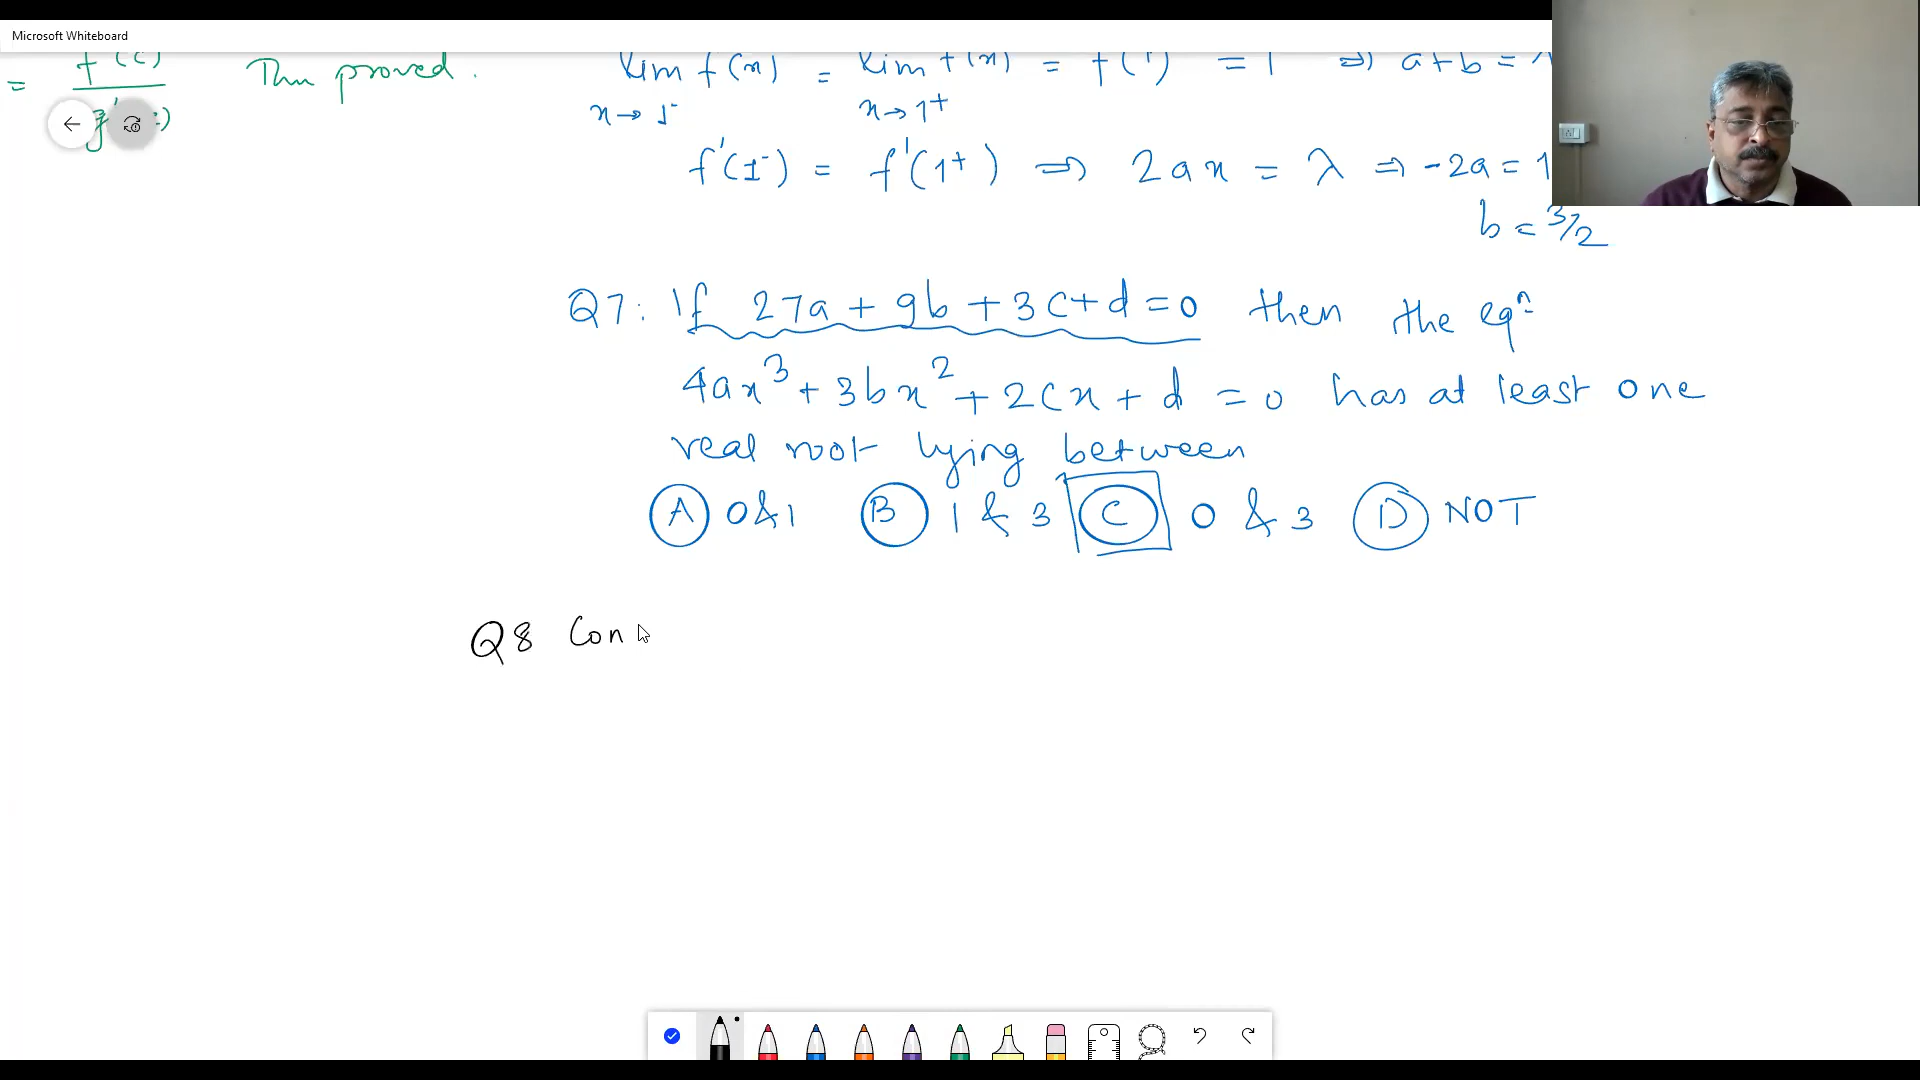 Microsoft Whiteboard
= f'(c) Thu proved.
lim f(x) = lim f(x) = f(1) = 1 ⇒ a+b = λ
x→1⁻ x→1⁺
f'(1⁻) = f'(1⁺) ⇒ 2ax = λ ⇒ -2a = 1
b = 3/2
Q7: If 27a + 9b + 3c + d = 0 then the eqⁿ
4ax³ + 3bx² + 2cx + d = 0 has at least one
real root lying between
A 0 & 1 B 1 & 3 C 0 & 3 D NOT
Q8 Con